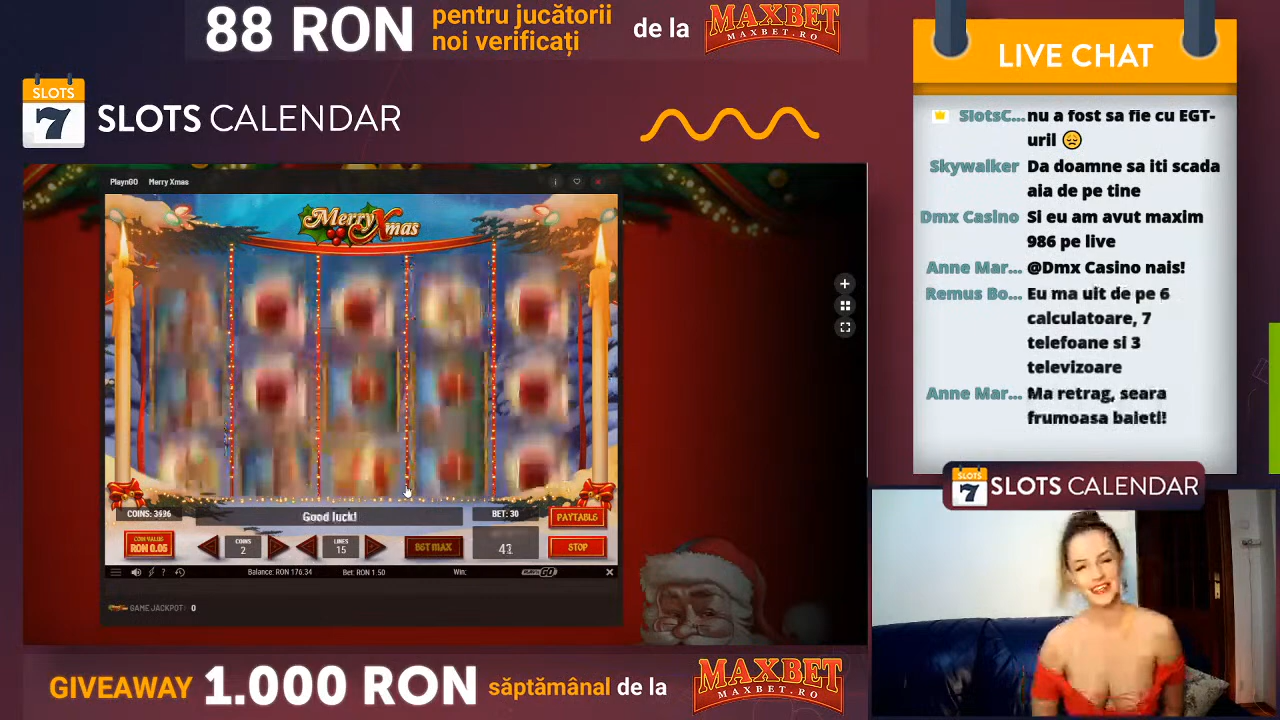 88 RON pentru jucătorii noi verificați de la MAXBET
MAXBET.RO
SLOTS
7
SLOTS CALENDAR
PlaynGO Merry Xmas
Merry Xmas
COINS: 3496
Good luck!
BET: 30
PAYTABLE
COIN VALUE
RON 0.05
COINS
2
LINES
15
BET MAX
41
STOP
Balance: RON 176.34 Bet: RON 1.50 Win: PLAY'N GO
GAME JACKPOT: 0
GIVEAWAY 1.000 RON săptămânal de la MAXBET
MAXBET.RO
LIVE CHAT
SlotsC... nu a fost sa fie cu EGT-
uril 😔
Skywalker Da doamne sa iti scada
aia de pe tine
Dmx Casino Si eu am avut maxim
986 pe live
Anne Mar... @Dmx Casino nais!
Remus Bo... Eu ma uit de pe 6
calculatoare, 7
telefoane si 3
televizoare
Anne Mar... Ma retrag, seara
frumoasa baieti!
SLOTS
7
SLOTS CALENDAR